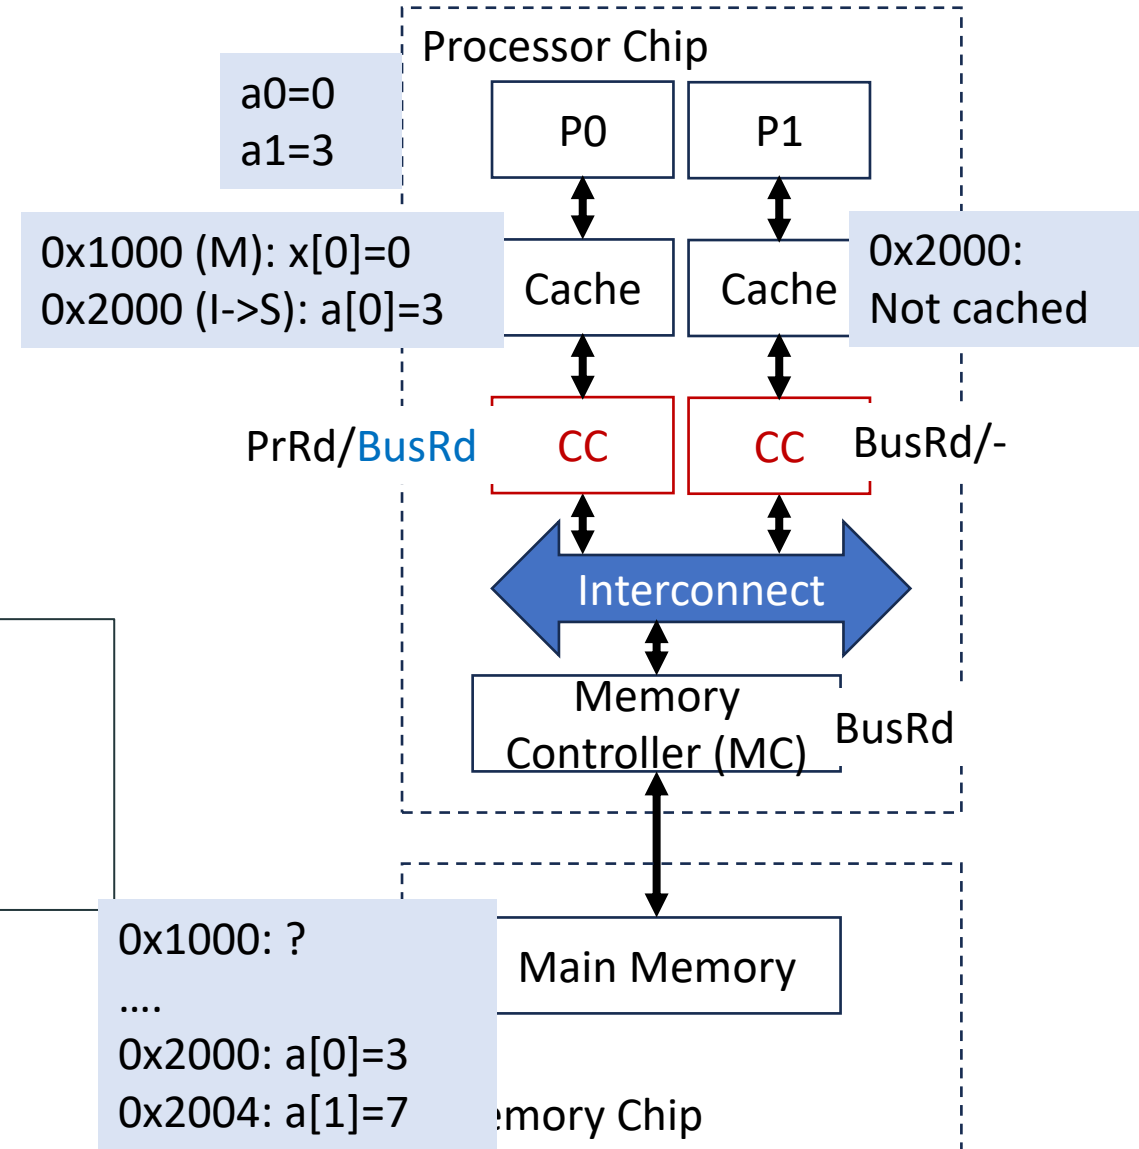 Processor Chip
a0=0
a1=3
P0
P1
0x1000 (M): x[0]=0
0x2000 (I->S): a[0]=3
Cache
Cache
0x2000:
Not cached
PrRd/BusRd
CC
CC
BusRd/-
Interconnect
Memory
Controller (MC)
BusRd
0x1000: ?
....
0x2000: a[0]=3
0x2004: a[1]=7
Main Memory
emory Chip